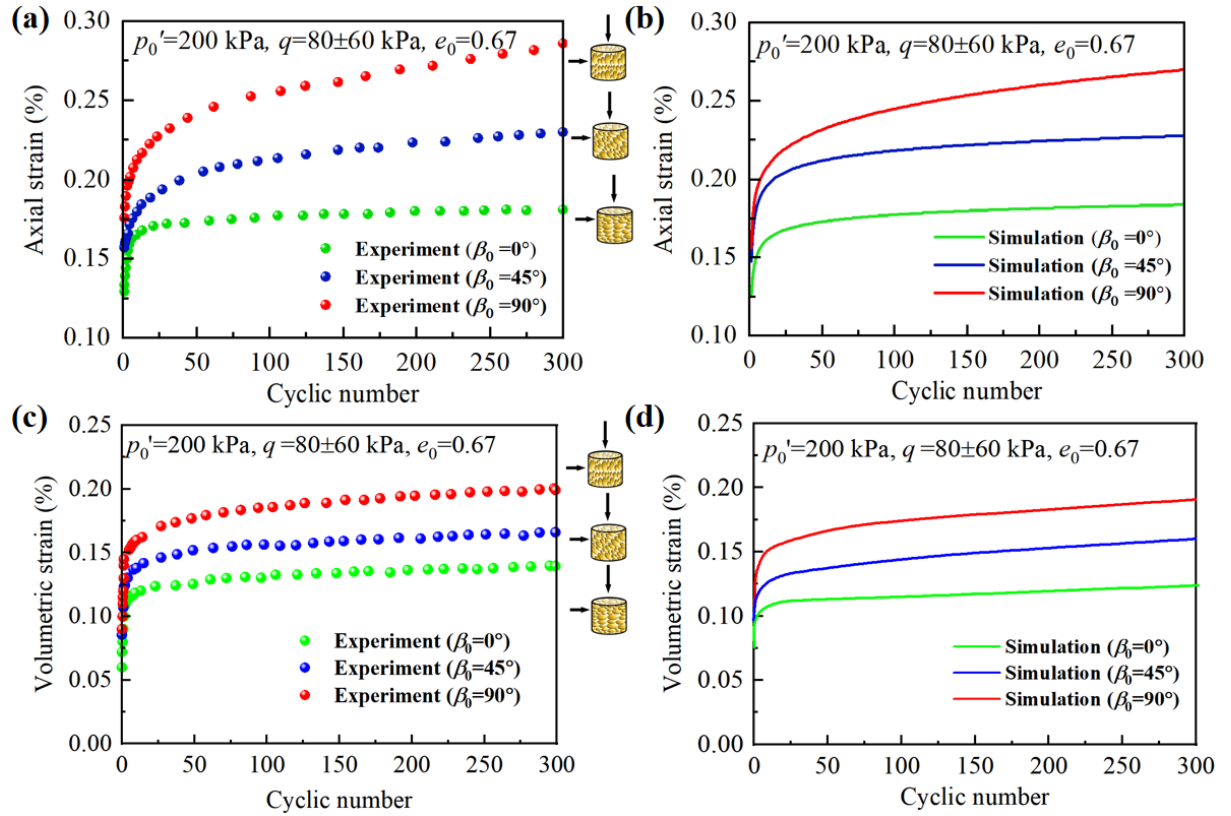 (a)
p₀'=200 kPa, q=80±60 kPa, e₀=0.67
0.30
0.25
0.20
0.15
0.10
Axial strain (%)
Experiment (β₀ =0°)
Experiment (β₀ =45°)
Experiment (β₀ =90°)
0 50 100 150 200 250 300
Cyclic number
(b)
p₀'=200 kPa, q=80±60 kPa, e₀=0.67
0.30
0.25
0.20
0.15
0.10
Axial strain (%)
Simulation (β₀ =0°)
Simulation (β₀ =45°)
Simulation (β₀ =90°)
0 50 100 150 200 250 300
Cyclic number
(c)
p₀'=200 kPa, q =80±60 kPa, e₀=0.67
0.25
0.20
0.15
0.10
0.05
0.00
Volumetric strain (%)
Experiment (β₀=0°)
Experiment (β₀=45°)
Experiment (β₀=90°)
0 50 100 150 200 250 300
Cyclic number
(d)
p₀'=200 kPa, q=80±60 kPa, e₀=0.67
0.25
0.20
0.15
0.10
0.05
0.00
Volumetric strain (%)
Simulation (β₀=0°)
Simulation (β₀=45°)
Simulation (β₀=90°)
0 50 100 150 200 250 300
Cyclic number